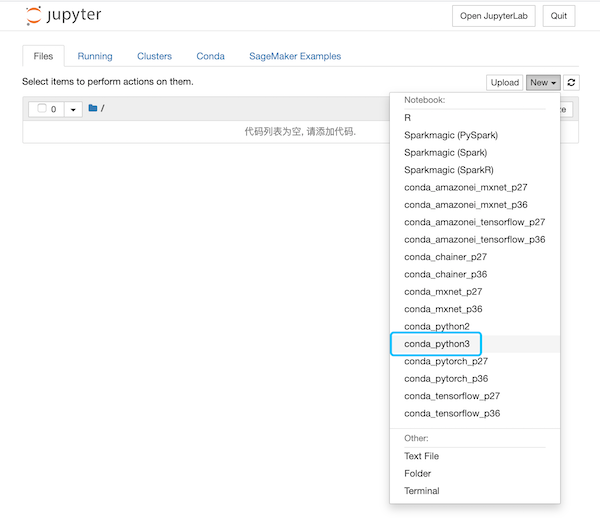 jupyter
Open JupyterLab
Quit
Files
Running
Clusters
Conda
SageMaker Examples
Select items to perform actions on them.
Upload
New
0
/
代码列表为空, 请添加代码.
Notebook:
R
Sparkmagic (PySpark)
Sparkmagic (Spark)
Sparkmagic (SparkR)
conda_amazonei_mxnet_p27
conda_amazonei_mxnet_p36
conda_amazonei_tensorflow_p27
conda_amazonei_tensorflow_p36
conda_chainer_p27
conda_chainer_p36
conda_mxnet_p27
conda_mxnet_p36
conda_python2
conda_python3
conda_pytorch_p27
conda_pytorch_p36
conda_tensorflow_p27
conda_tensorflow_p36
Other:
Text File
Folder
Terminal